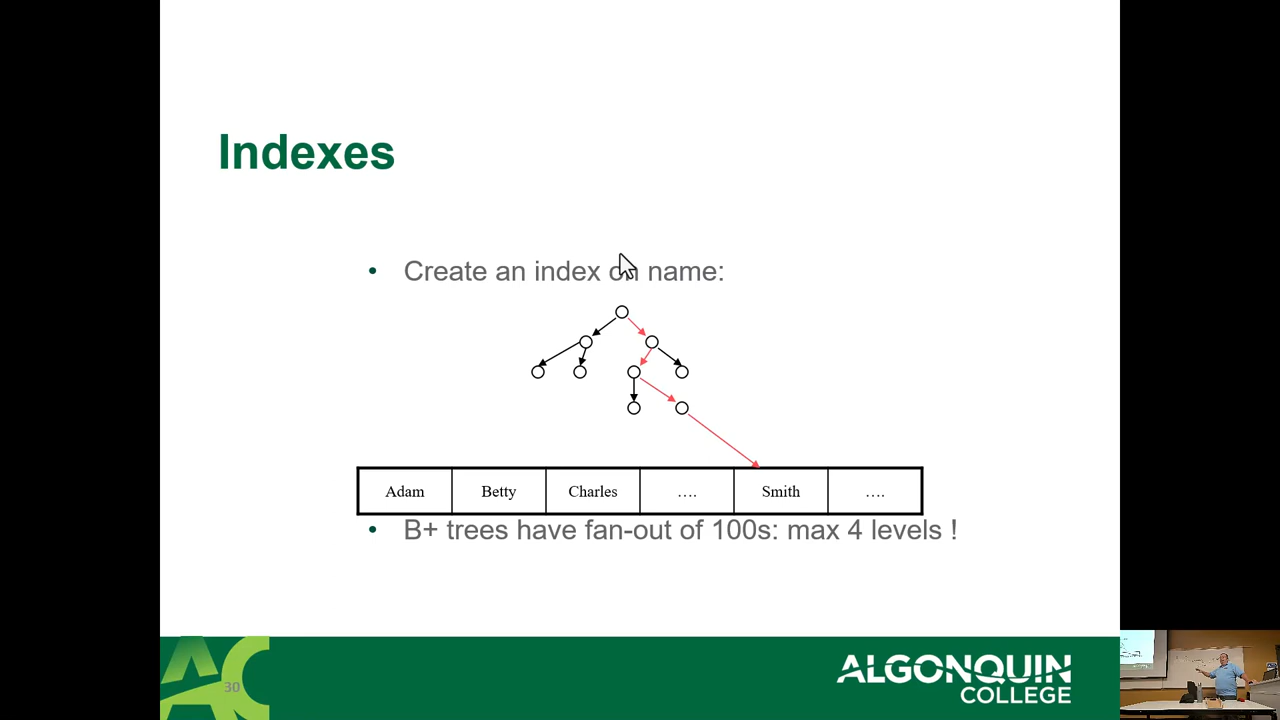 Indexes
• Create an index on name:
Adam Betty Charles .... Smith ....
• B+ trees have fan-out of 100s: max 4 levels !
AC
30
ALGONQUIN
COLLEGE